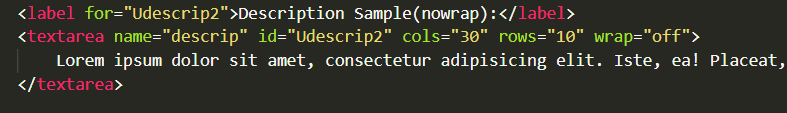 <label for="Udescrip2">Description Sample(nowrap):</label>
<textarea name="descrip" id="Udescrip2" cols="30" rows="10" wrap="off">
Lorem ipsum dolor sit amet, consectetur adipisicing elit. Iste, ea! Placeat,
</textarea>